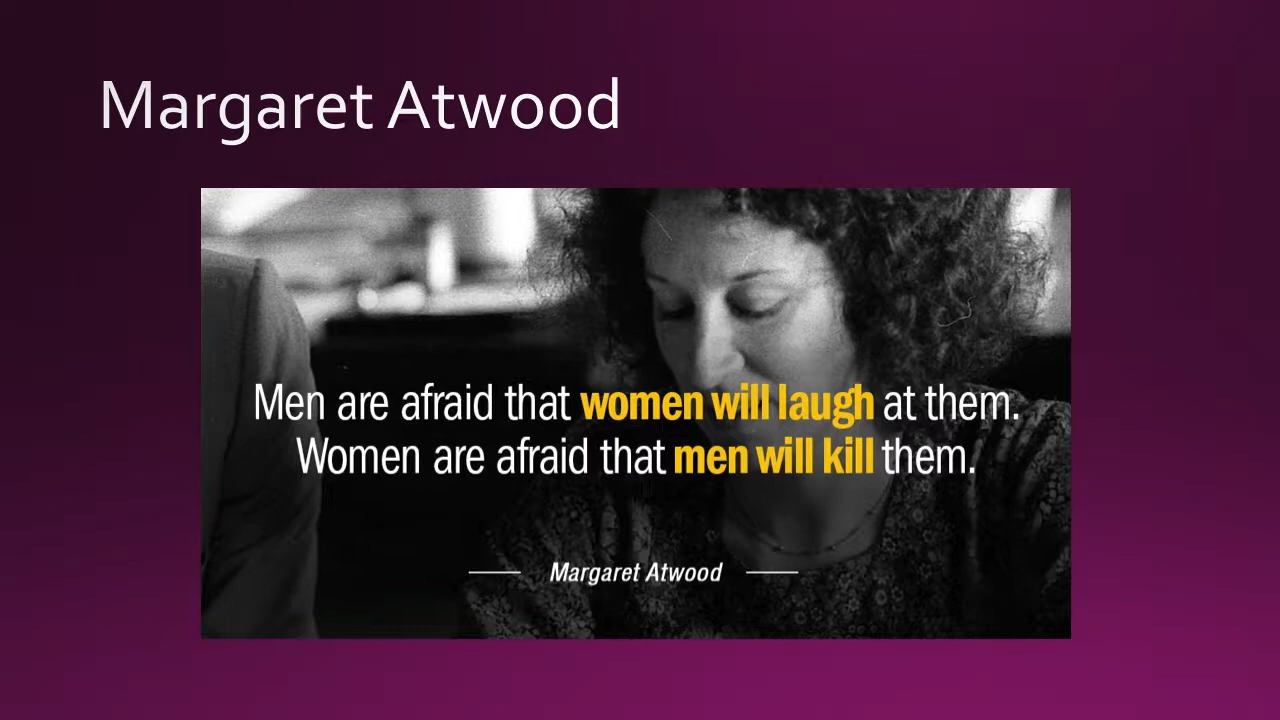 Margaret Atwood
Men are afraid that women will laugh at them.
Women are afraid that men will kill them.
Margaret Atwood